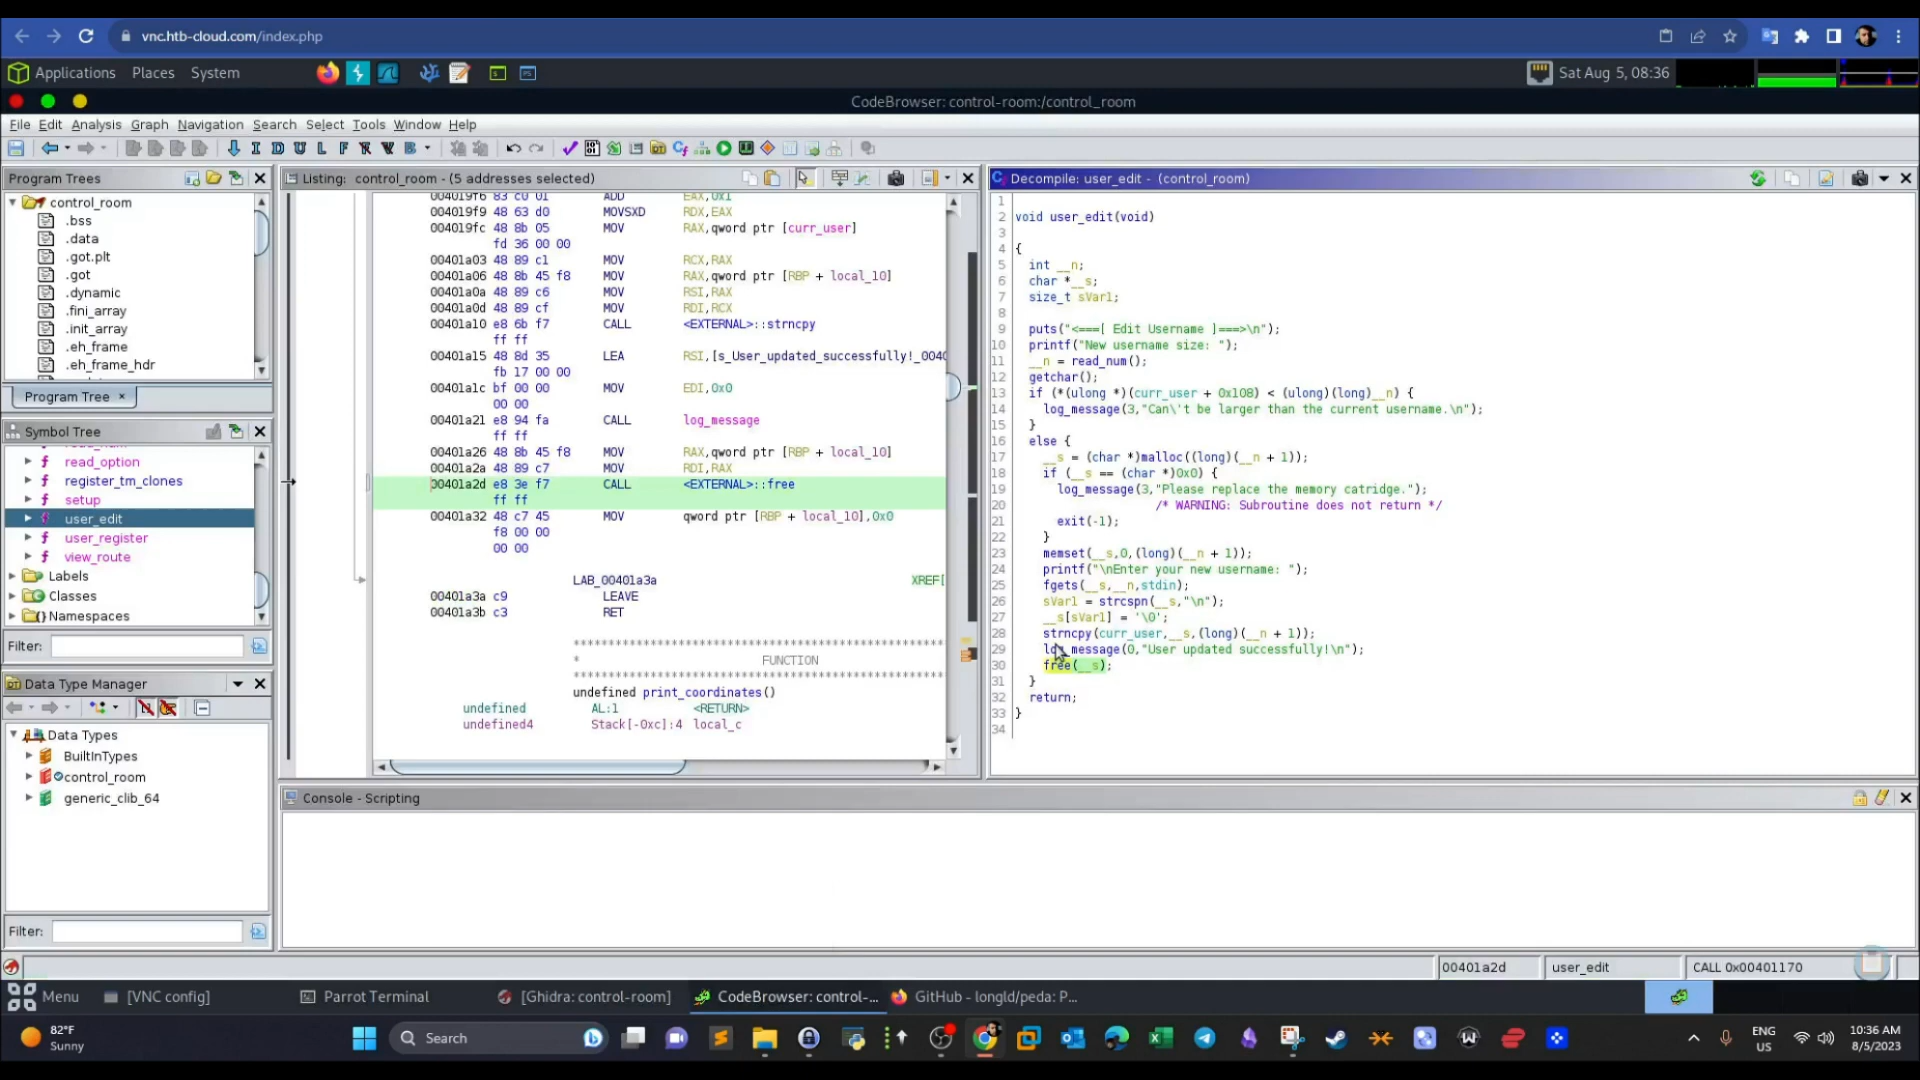 vnc.htb-cloud.com/index.php
Applications Places System
Sat Aug 5, 08:36
CodeBrowser: control-room:/control_room
File Edit Analysis Graph Navigation Search Select Tools Window Help
Program Trees
control_room
.bss
.data
.got.plt
.got
.dynamic
.fini_array
.init_array
.eh_frame
.eh_frame_hdr
Program Tree ×
Symbol Tree
read_option
register_tm_clones
setup
user_edit
user_register
view_route
Labels
Classes
Namespaces
Filter:
Data Type Manager
Data Types
BuiltInTypes
control_room
generic_clib_64
Filter:
Listing: control_room - (5 addresses selected)
004019f6 83 c0 01 ADD EAX,0x1
004019f9 48 63 d0 MOVSXD RDX,EAX
004019fc 48 8b 05 MOV RAX,qword ptr [curr_user]
fd 36 00 00
00401a03 48 89 c1 MOV RCX,RAX
00401a06 48 8b 45 f8 MOV RAX,qword ptr [RBP + local_10]
00401a0a 48 89 c6 MOV RSI,RAX
00401a0d 48 89 cf MOV RDI,RCX
00401a10 e8 6b f7 CALL <EXTERNAL>::strncpy
ff ff
00401a15 48 8d 35 LEA RSI,[s_User_updated_successfully!_0040
fb 17 00 00
00401a1c bf 00 00 MOV EDI,0x0
00 00
00401a21 e8 94 fa CALL log_message
ff ff
00401a26 48 8b 45 f8 MOV RAX,qword ptr [RBP + local_10]
00401a2a 48 89 c7 MOV RDI,RAX
00401a2d e8 3e f7 CALL <EXTERNAL>::free
ff ff
00401a32 48 c7 45 MOV qword ptr [RBP + local_10],0x0
f8 00 00
00 00
LAB_00401a3a XREF[
00401a3a c9 LEAVE
00401a3b c3 RET
***********************************************
* FUNCTION
***********************************************
undefined print_coordinates()
undefined AL:1 <RETURN>
undefined4 Stack[-0xc]:4 local_c
Decompile: user_edit - (control_room)
1
2 void user_edit(void)
3
4 {
5 int __n;
6 char *__s;
7 size_t sVar1;
8
9 puts("<===[ Edit Username ]===>\n");
10 printf("New username size: ");
11 __n = read_num();
12 getchar();
13 if (*(ulong *)(curr_user + 0x108) < (ulong)(long)__n) {
14 log_message(3,"Can\'t be larger than the current username.\n");
15 }
16 else {
17 __s = (char *)malloc((long)(__n + 1));
18 if (__s == (char *)0x0) {
19 log_message(3,"Please replace the memory catridge.");
20 /* WARNING: Subroutine does not return */
21 exit(-1);
22 }
23 memset(__s,0,(long)(__n + 1));
24 printf("\nEnter your new username: ");
25 fgets(__s,__n,stdin);
26 sVar1 = strcspn(__s,"\n");
27 __s[sVar1] = '\0';
28 strncpy(curr_user,__s,(long)(__n + 1));
29 log_message(0,"User updated successfully!\n");
30 free(__s);
31 }
32 return;
33 }
34
Console - Scripting
00401a2d user_edit CALL 0x00401170
Menu [VNC config] Parrot Terminal [Ghidra: control-room] CodeBrowser: control-... GitHub - longld/peda: P...
82°F
Sunny
Search
ENG
US
10:36 AM
8/5/2023